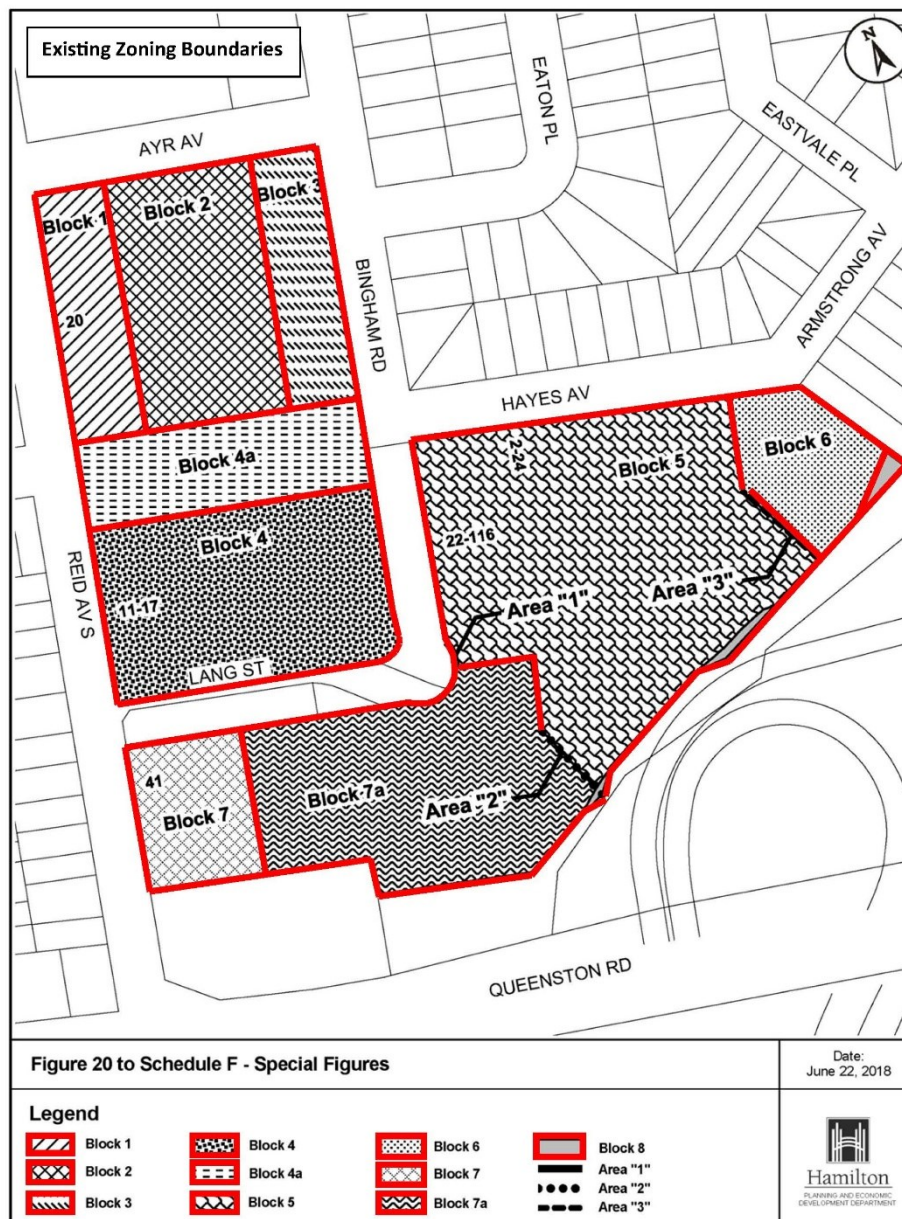 Existing Zoning Boundaries
N
AYR AV
EATON PL
EASTVALE PL
ARMSTRONG AV
BINGHAM RD
Block 1
Block 2
Block 3
20
HAYES AV
Block 4a
2-24
Block 5
Block 6
Block 4
22-116
REID AV S
11-17
Area "1"
Area "3"
LANG ST
41
Block 7
Block 7a
Area "2"
QUEENSTON RD
Figure 20 to Schedule F - Special Figures
Date:
June 22, 2018
Legend
Block 1
Block 4
Block 6
Block 8
Block 2
Block 4a
Block 7
Area "1"
Area "2"
Block 3
Block 5
Block 7a
Area "3"
Hamilton
PLANNING AND ECONOMIC
DEVELOPMENT DEPARTMENT